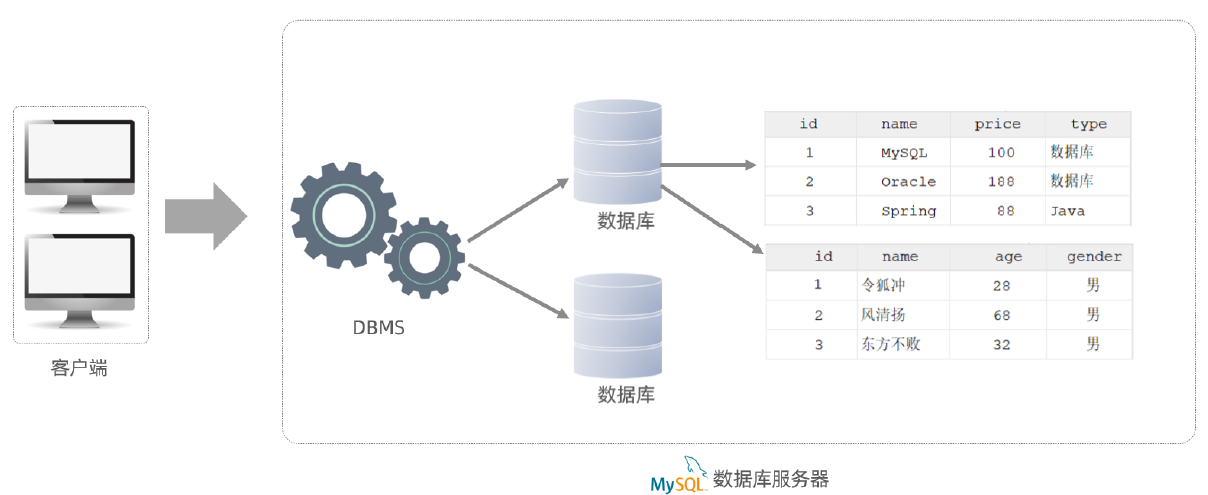 客户端
DBMS
数据库
数据库
id name price type
1 MySQL 100 数据库
2 Oracle 188 数据库
3 Spring 88 Java
id name age gender
1 令狐冲 28 男
2 风清扬 68 男
3 东方不败 32 男
MySQL 数据库服务器